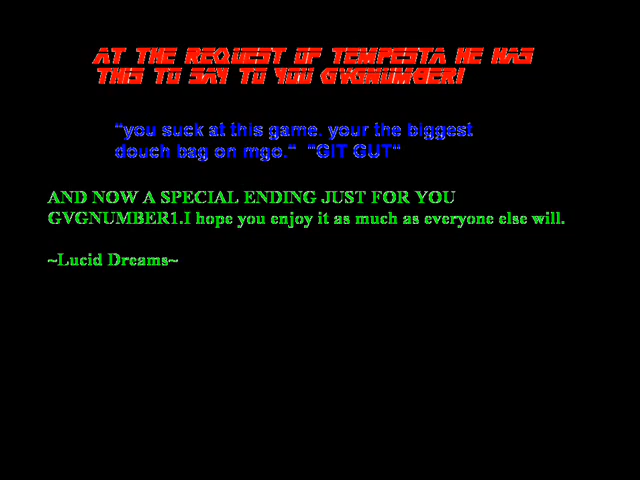 AT THE REQUEST OF TEMPESTA HE HAS
THIS TO SAY TO YOU GVGNUMBER!
"you suck at this game. your the biggest
douch bag on mgo." "GIT GUT"
AND NOW A SPECIAL ENDING JUST FOR YOU
GVGNUMBER1.I hope you enjoy it as much as everyone else will.
~Lucid Dreams~